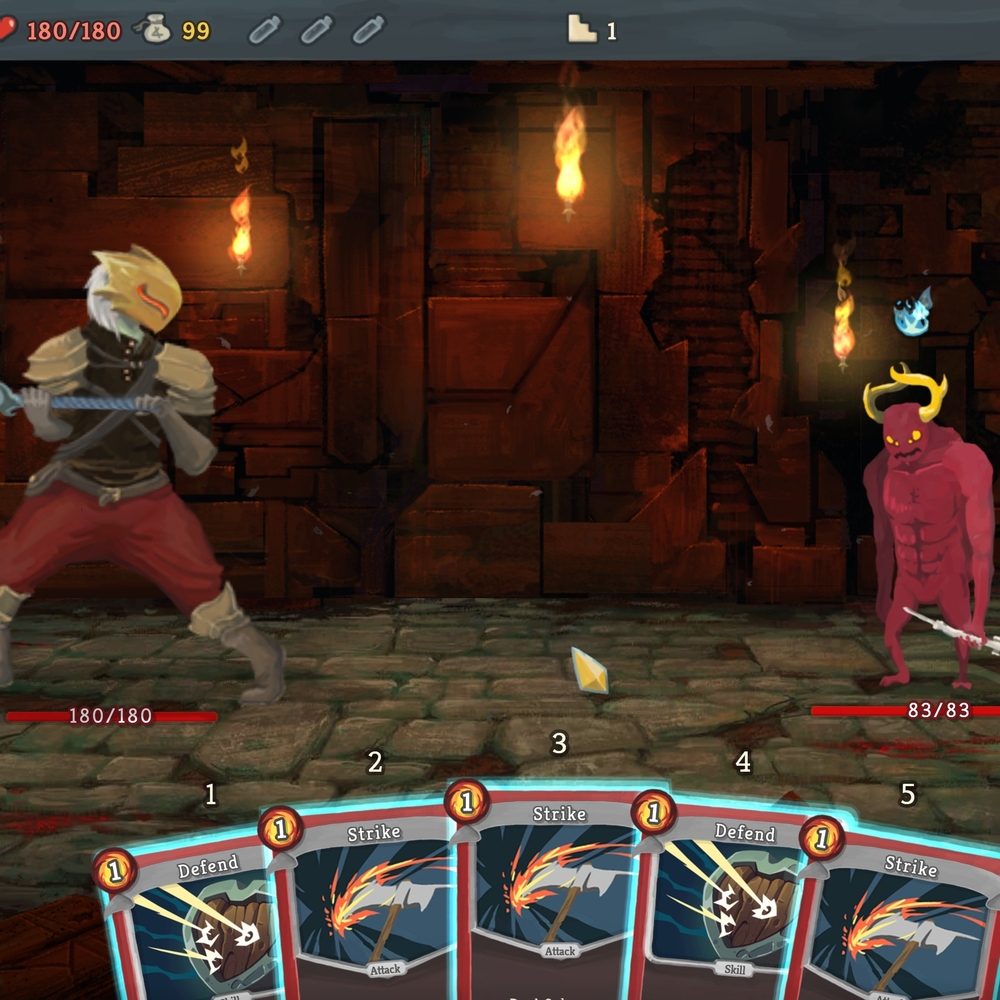 180/180 99 1
180/180
83/83
1 2 3 4 5
1 Defend
1 Strike
1 Strike
1 Defend
1 Strike
Attack
Attack
Skill